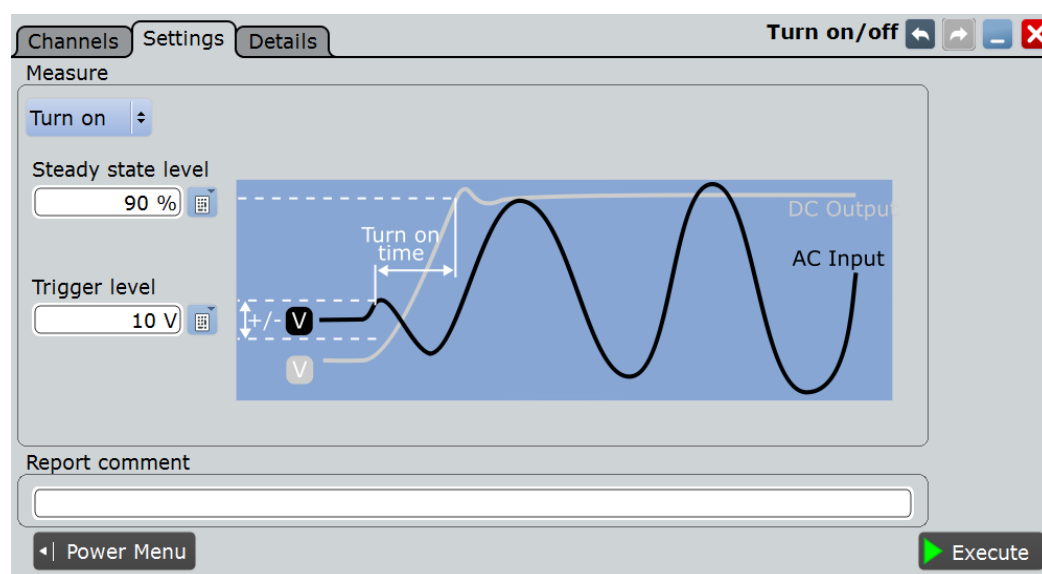 Channels Settings Details Turn on/off
Measure
Turn on
Steady state level
90 %
DC Output
Turn on
time
AC Input
Trigger level
10 V
+/- V
V
Report comment
Power Menu Execute